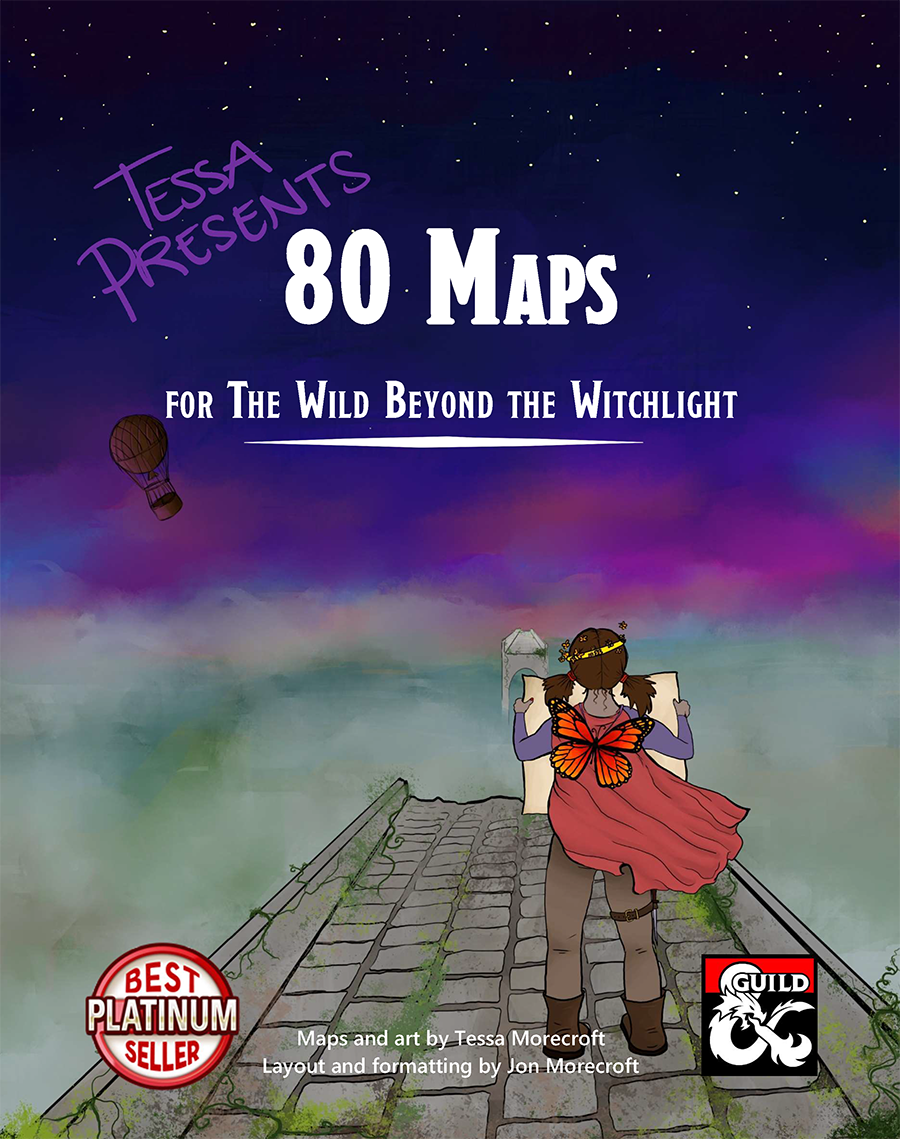 TESSA
PRESENTS
80 MAPS
FOR THE WILD BEYOND THE WITCHLIGHT
BEST
PLATINUM
SELLER
Maps and art by Tessa Morecroft
Layout and formatting by Jon Morecroft
GUILD